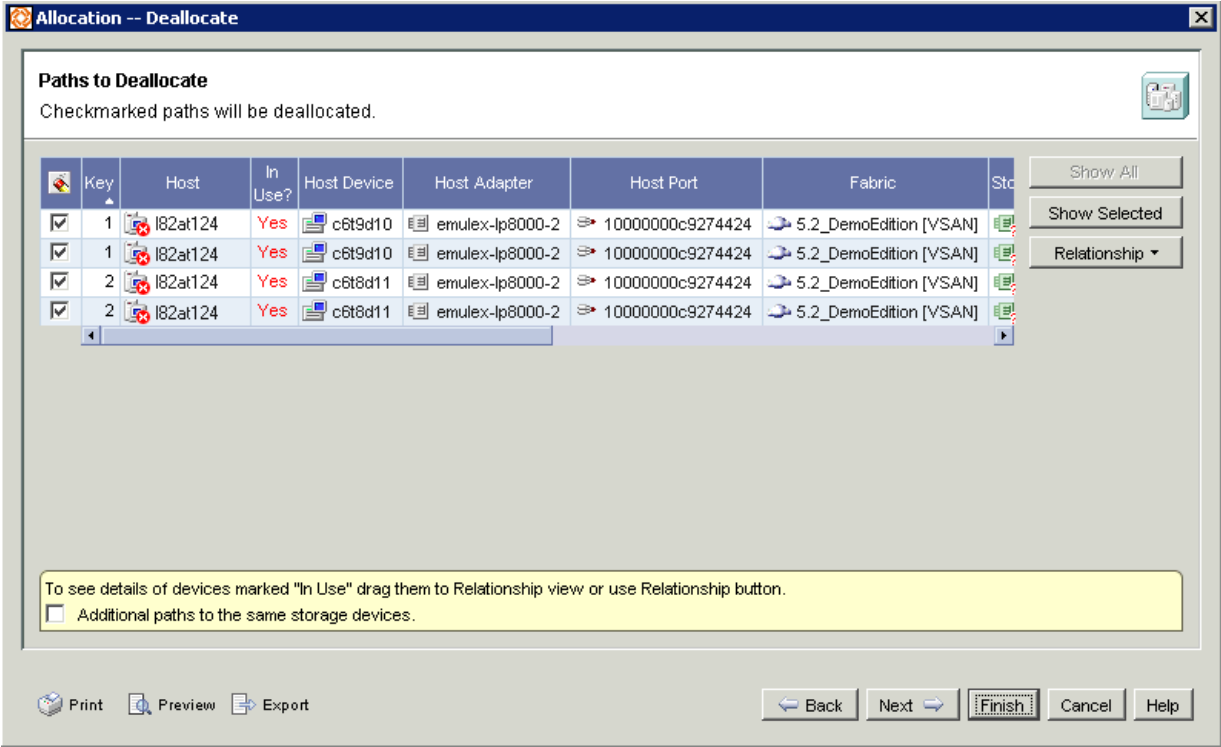 Allocation -- Deallocate
Paths to Deallocate
Checkmarked paths will be deallocated.
Key Host In Use? Host Device Host Adapter Host Port Fabric Sto
1 l82at124 Yes c6t9d10 emulex-lp8000-2 10000000c9274424 5.2_DemoEdition [VSAN]
1 l82at124 Yes c6t9d10 emulex-lp8000-2 10000000c9274424 5.2_DemoEdition [VSAN]
2 l82at124 Yes c6t8d11 emulex-lp8000-2 10000000c9274424 5.2_DemoEdition [VSAN]
2 l82at124 Yes c6t8d11 emulex-lp8000-2 10000000c9274424 5.2_DemoEdition [VSAN]
Show All
Show Selected
Relationship
To see details of devices marked "In Use" drag them to Relationship view or use Relationship button.
Additional paths to the same storage devices.
Print Preview Export Back Next Finish Cancel Help